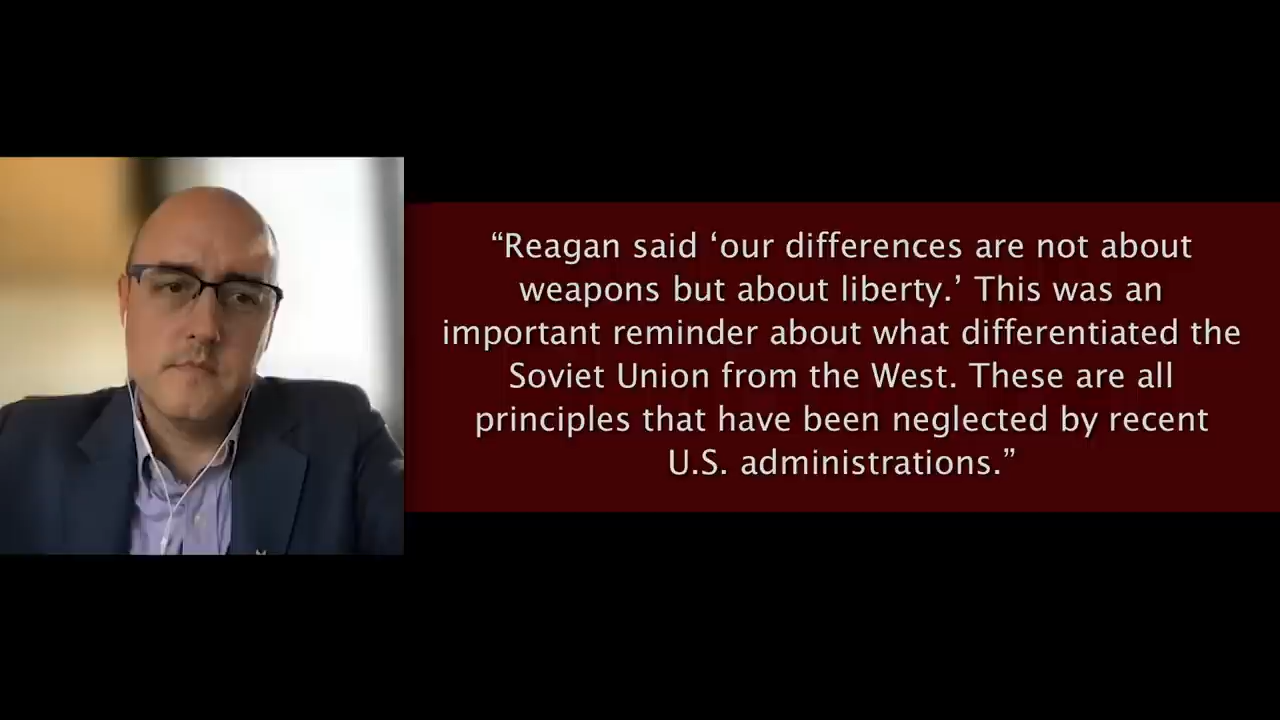 “Reagan said ‘our differences are not about
weapons but about liberty.’ This was an
important reminder about what differentiated the
Soviet Union from the West. These are all
principles that have been neglected by recent
U.S. administrations.”